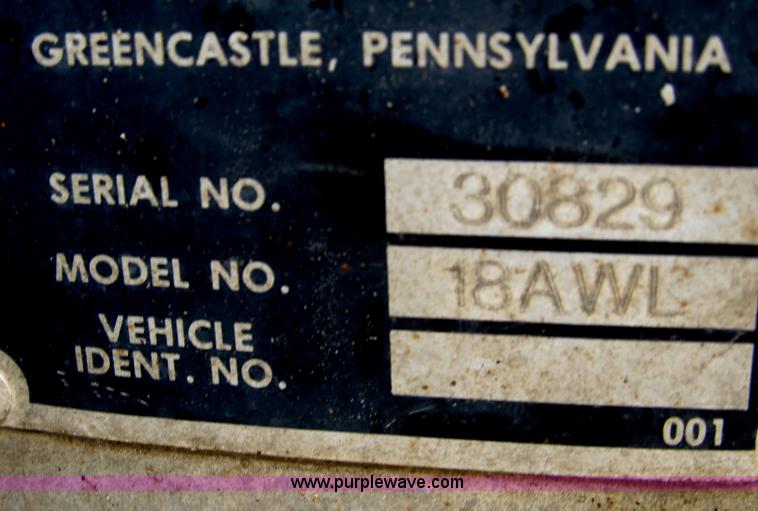 GREENCASTLE, PENNSYLVANIA
SERIAL NO. 30829
MODEL NO. 18AWL
VEHICLE
IDENT. NO.
001
www.purplewave.com